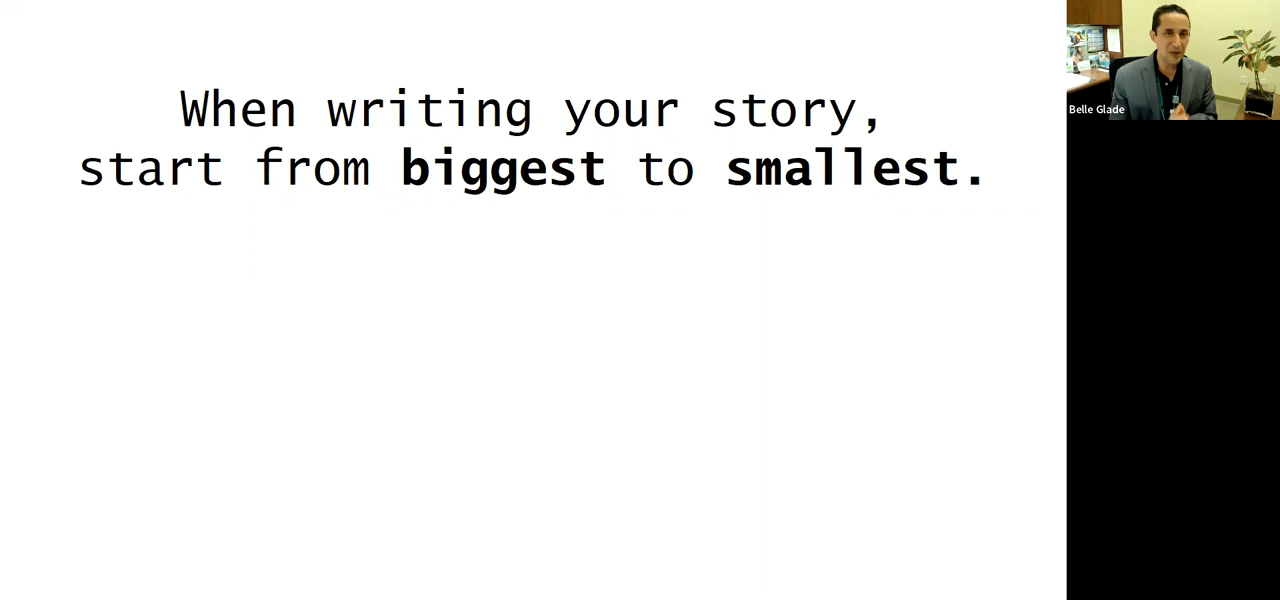 When writing your story,
start from biggest to smallest.
Belle Glade